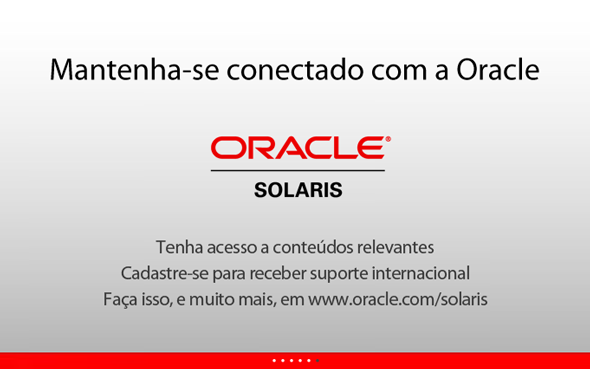 Mantenha-se conectado com a Oracle
ORACLE®
SOLARIS
Tenha acesso a conteúdos relevantes
Cadastre-se para receber suporte internacional
Faça isso, e muito mais, em www.oracle.com/solaris